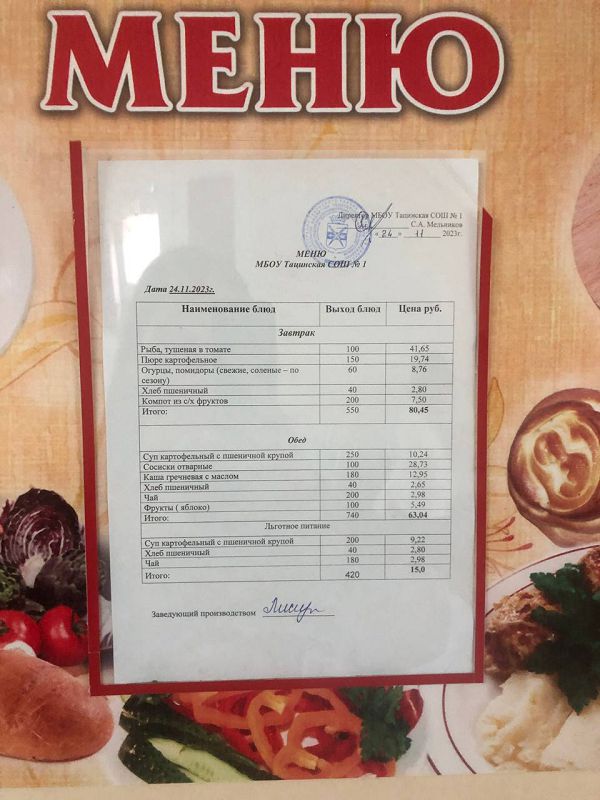 МЕНЮ
Директор МБОУ Тацинская СОШ № 1
С.А. Мельников
« 24 » 11 2023г.
МЕНЮ
МБОУ Тацинская СОШ № 1
Дата 24.11.2023г.
Наименование блюд Выход блюд Цена руб.
Завтрак
Рыба, тушеная в томате 100 41,65
Пюре картофельное 150 19,74
Огурцы, помидоры (свежие, соленые – по 60 8,76
сезону)
Хлеб пшеничный 40 2,80
Компот из с/х фруктов 200 7,50
Итого: 550 80,45
Обед
Суп картофельный с пшеничной крупой 250 10,24
Сосиски отварные 100 28,73
Каша гречневая с маслом 180 12,95
Хлеб пшеничный 40 2,65
Чай 200 2,98
Фрукты ( яблоко) 100 5,49
Итого: 740 63,04
Льготное питание
Суп картофельный с пшеничной крупой 200 9,22
Хлеб пшеничный 40 2,80
Чай 180 2,98
Итого: 420 15,0
Заведующий производством